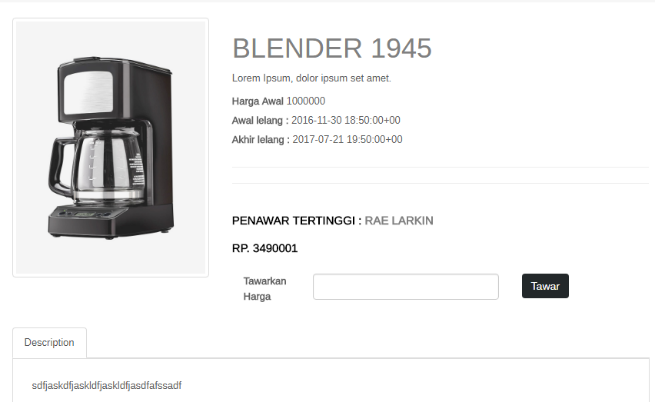 BLENDER 1945
Lorem Ipsum, dolor ipsum set amet.
Harga Awal 1000000
Awal lelang : 2016-11-30 18:50:00+00
Akhir lelang : 2017-07-21 19:50:00+00
PENAWAR TERTINGGI : RAE LARKIN
RP. 3490001
Tawarkan
Harga
Tawar
Description
sdfjaskdfjaskldfjaskldfjasdfafssadf